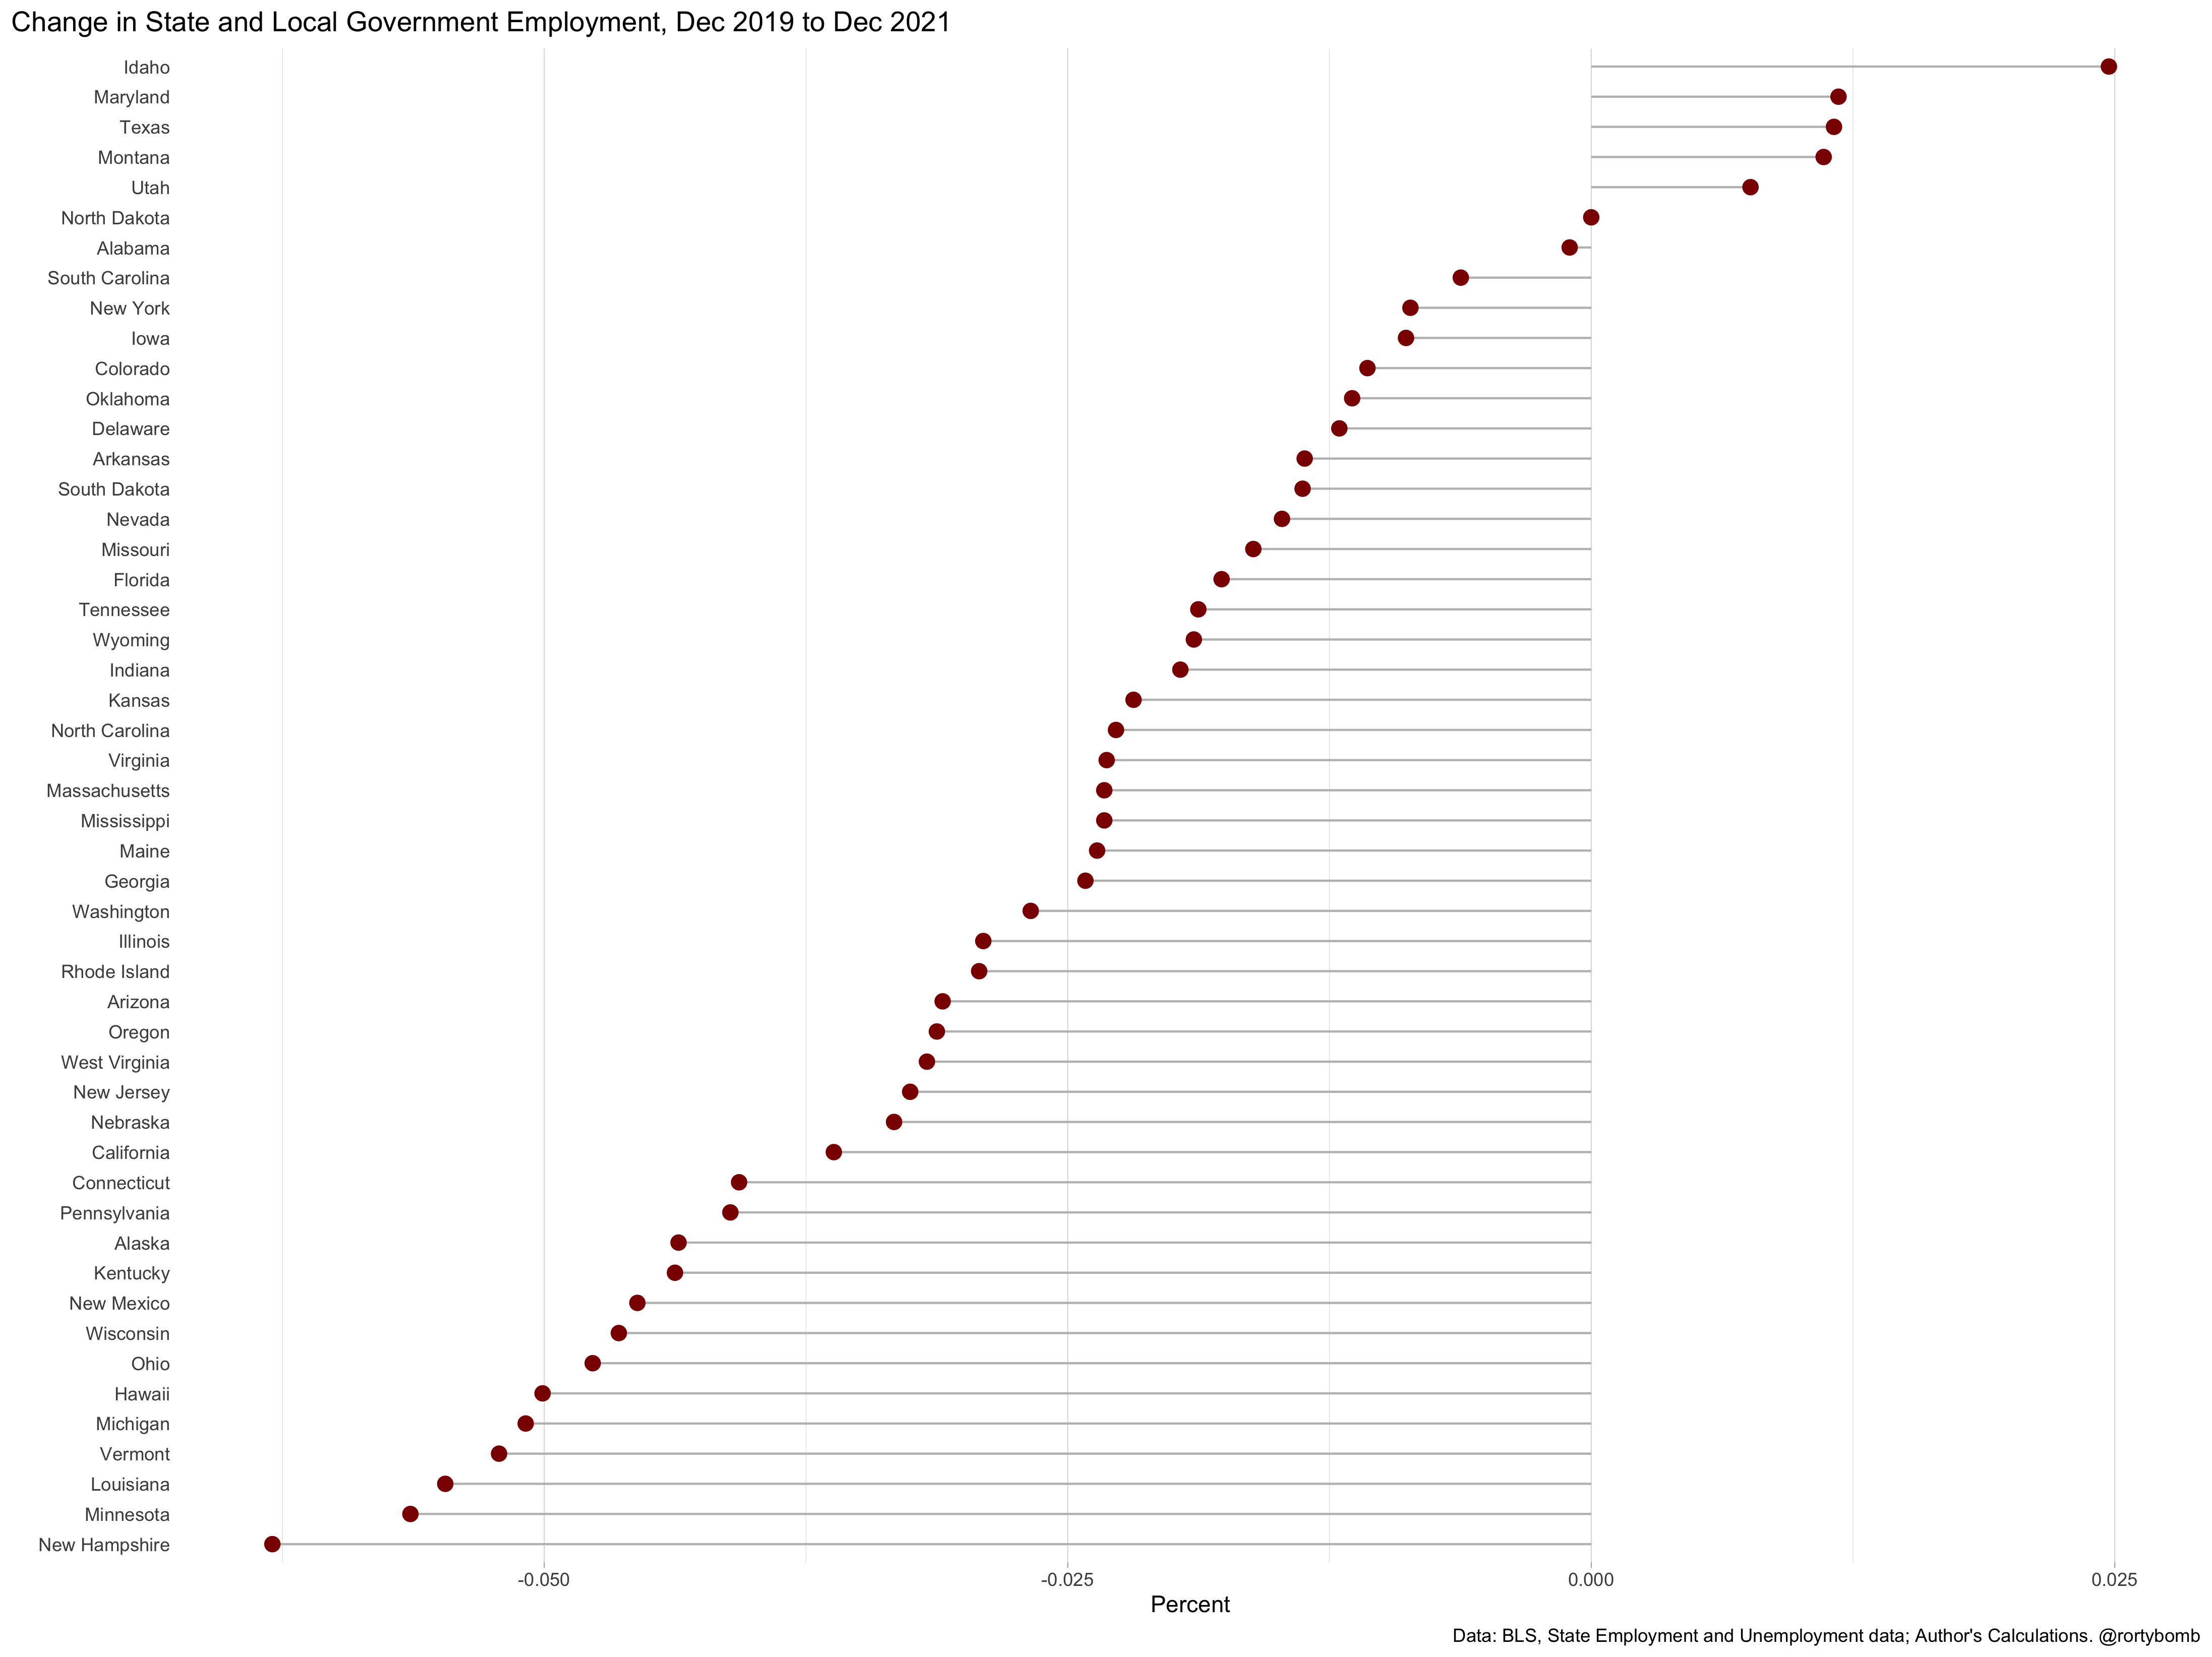 Change in State and Local Government Employment, Dec 2019 to Dec 2021
Idaho
Maryland
Texas
Montana
Utah
North Dakota
Alabama
South Carolina
New York
Iowa
Colorado
Oklahoma
Delaware
Arkansas
South Dakota
Nevada
Missouri
Florida
Tennessee
Wyoming
Indiana
Kansas
North Carolina
Virginia
Massachusetts
Mississippi
Maine
Georgia
Washington
Illinois
Rhode Island
Arizona
Oregon
West Virginia
New Jersey
Nebraska
California
Connecticut
Pennsylvania
Alaska
Kentucky
New Mexico
Wisconsin
Ohio
Hawaii
Michigan
Vermont
Louisiana
Minnesota
New Hampshire
-0.050 -0.025 0.000 0.025
Percent
Data: BLS, State Employment and Unemployment data; Author's Calculations. @rortybomb